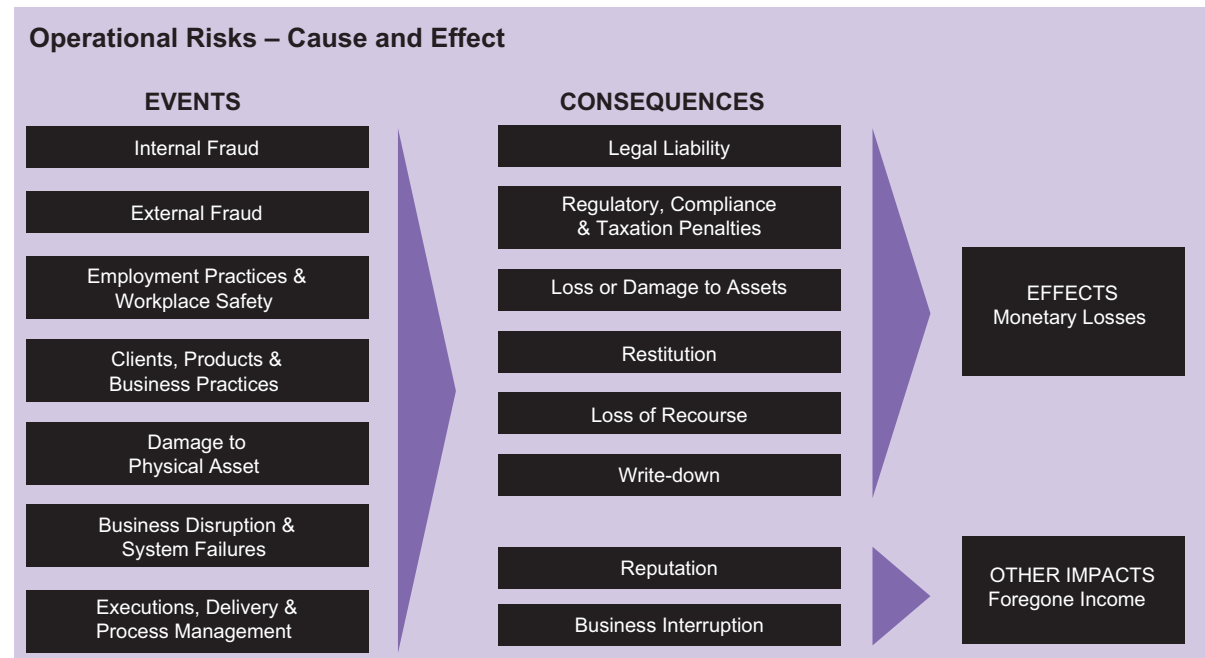 Operational Risks – Cause and Effect
EVENTS
Internal Fraud
External Fraud
Employment Practices &
Workplace Safety
Clients, Products &
Business Practices
Damage to
Physical Asset
Business Disruption &
System Failures
Executions, Delivery &
Process Management
CONSEQUENCES
Legal Liability
Regulatory, Compliance
& Taxation Penalties
Loss or Damage to Assets
Restitution
Loss of Recourse
Write-down
Reputation
Business Interruption
EFFECTS
Monetary Losses
OTHER IMPACTS
Foregone Income